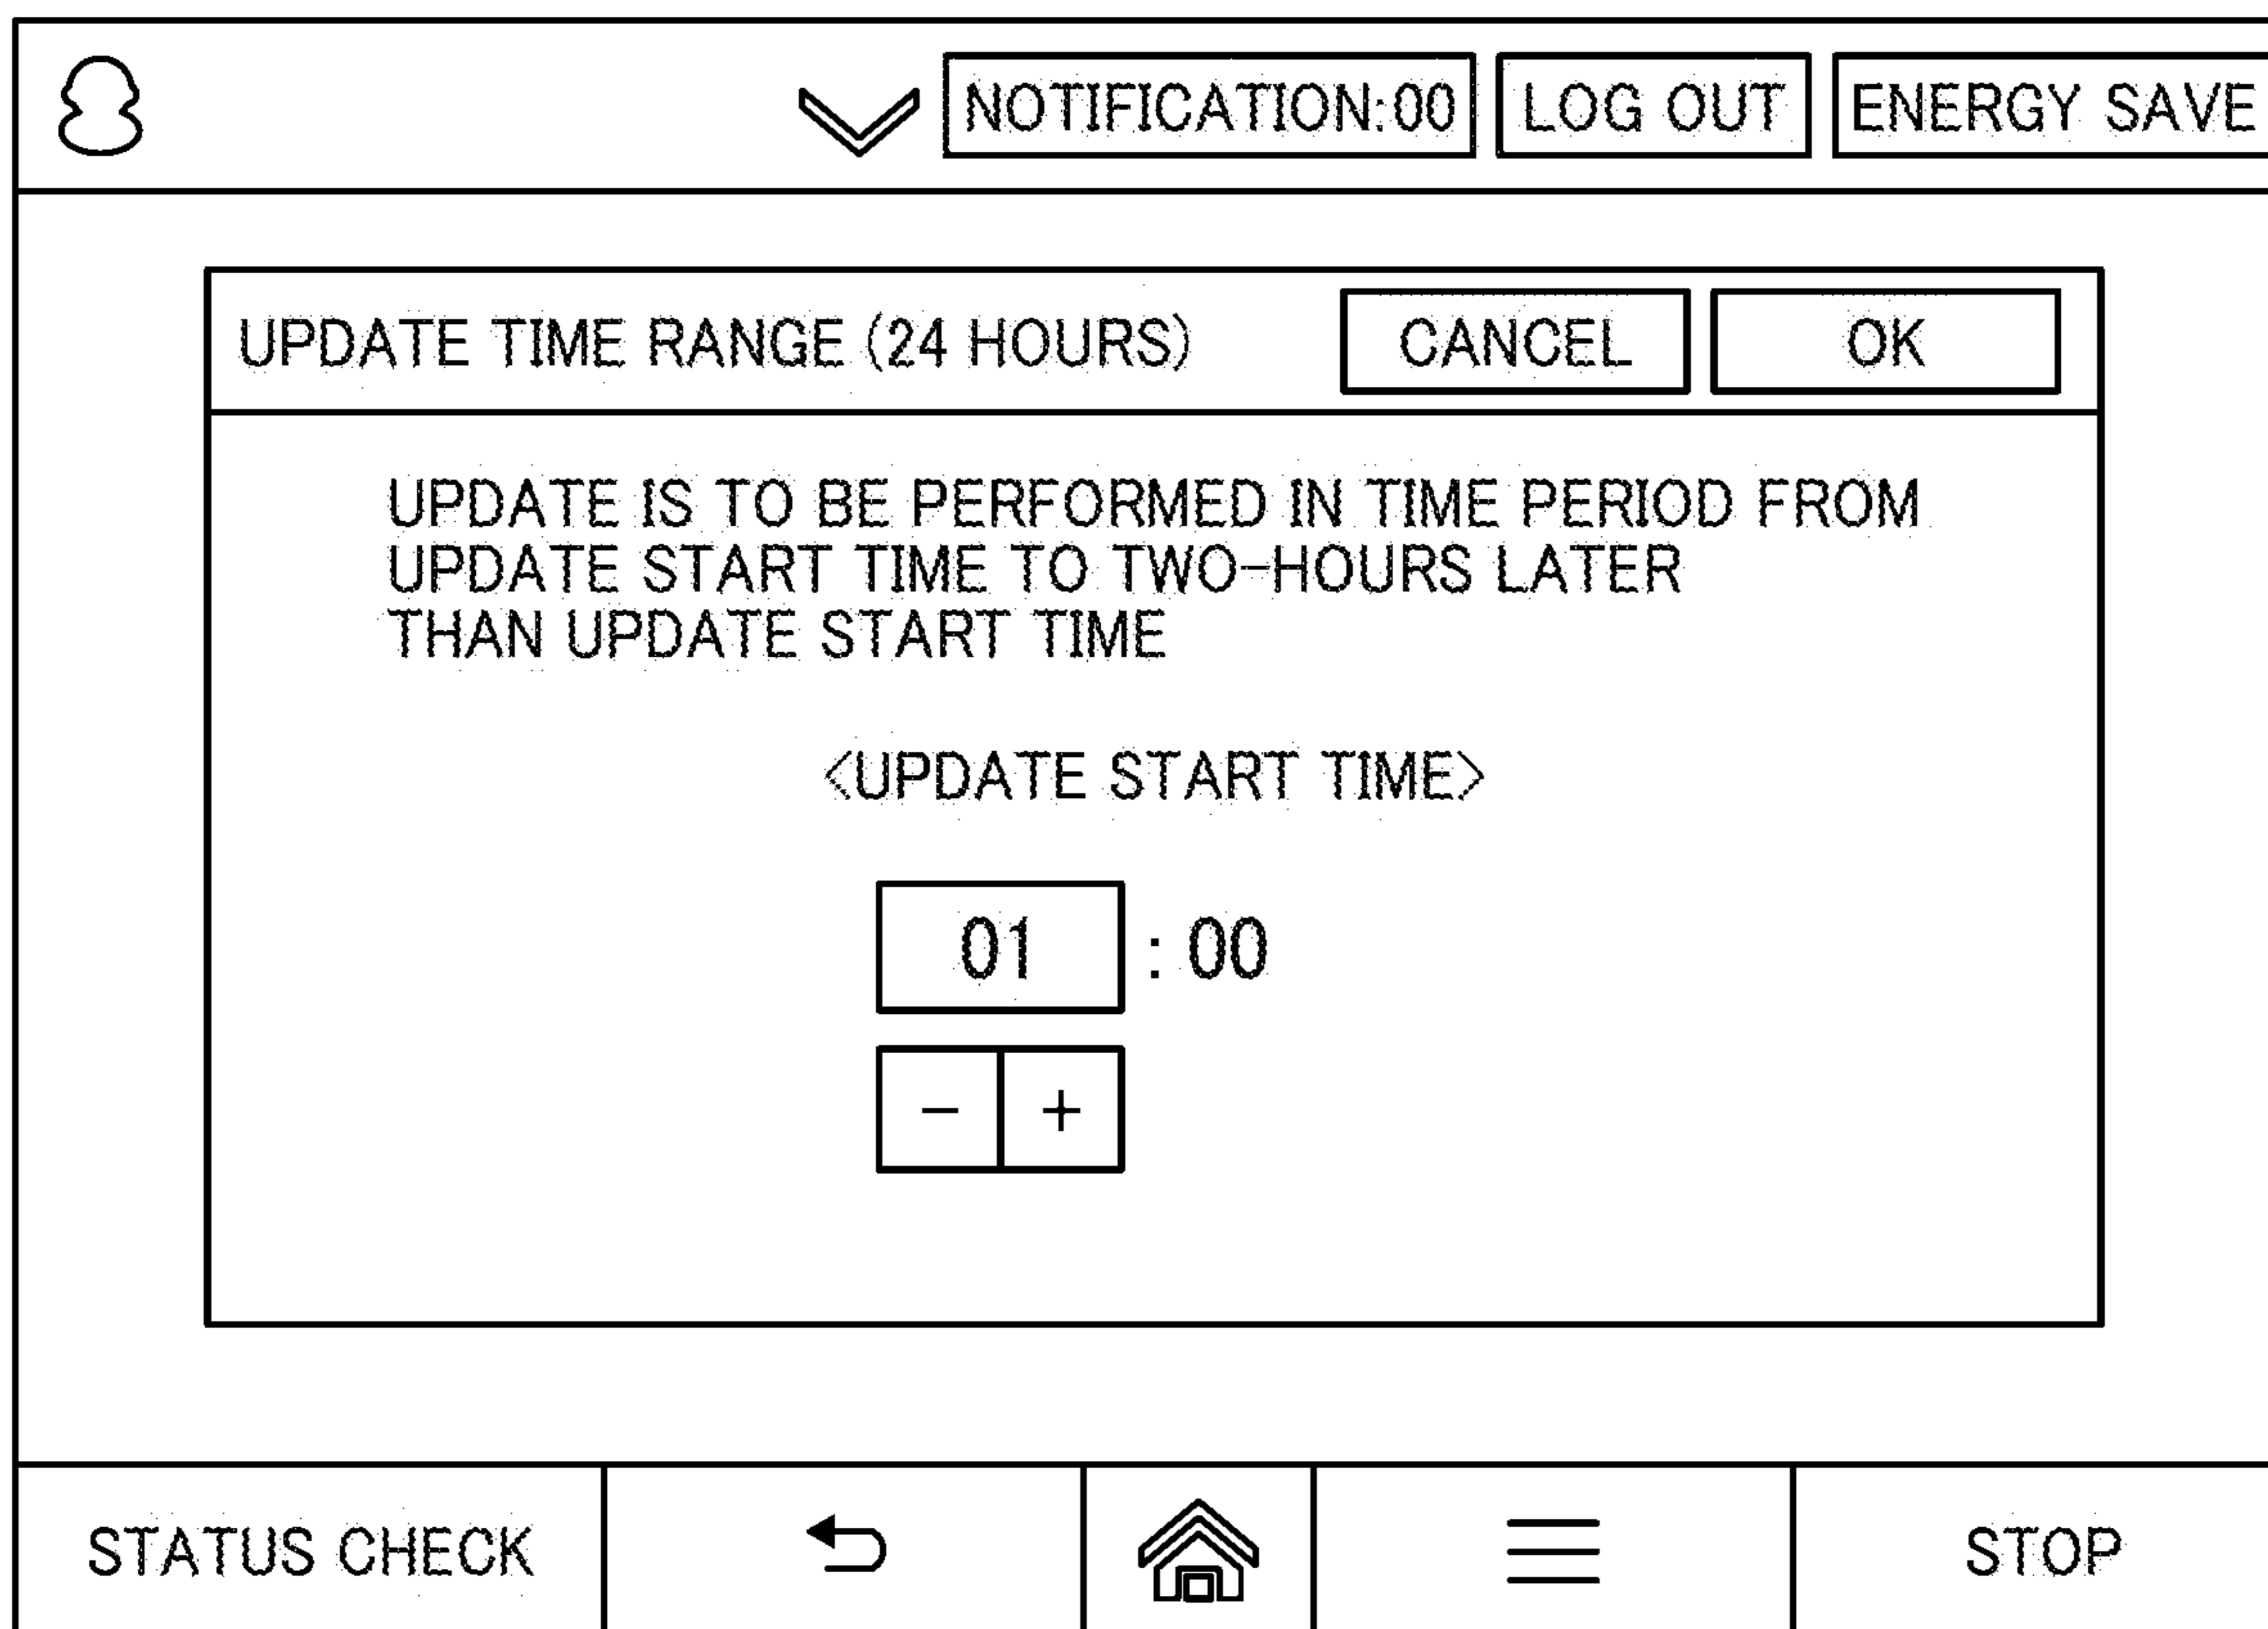 NOTIFICATION:00 LOG OUT ENERGY SAVE
UPDATE TIME RANGE (24 HOURS) CANCEL OK
UPDATE IS TO BE PERFORMED IN TIME PERIOD FROM
UPDATE START TIME TO TWO-HOURS LATER
THAN UPDATE START TIME
<UPDATE START TIME>
01 : 00
− +
STATUS CHECK STOP